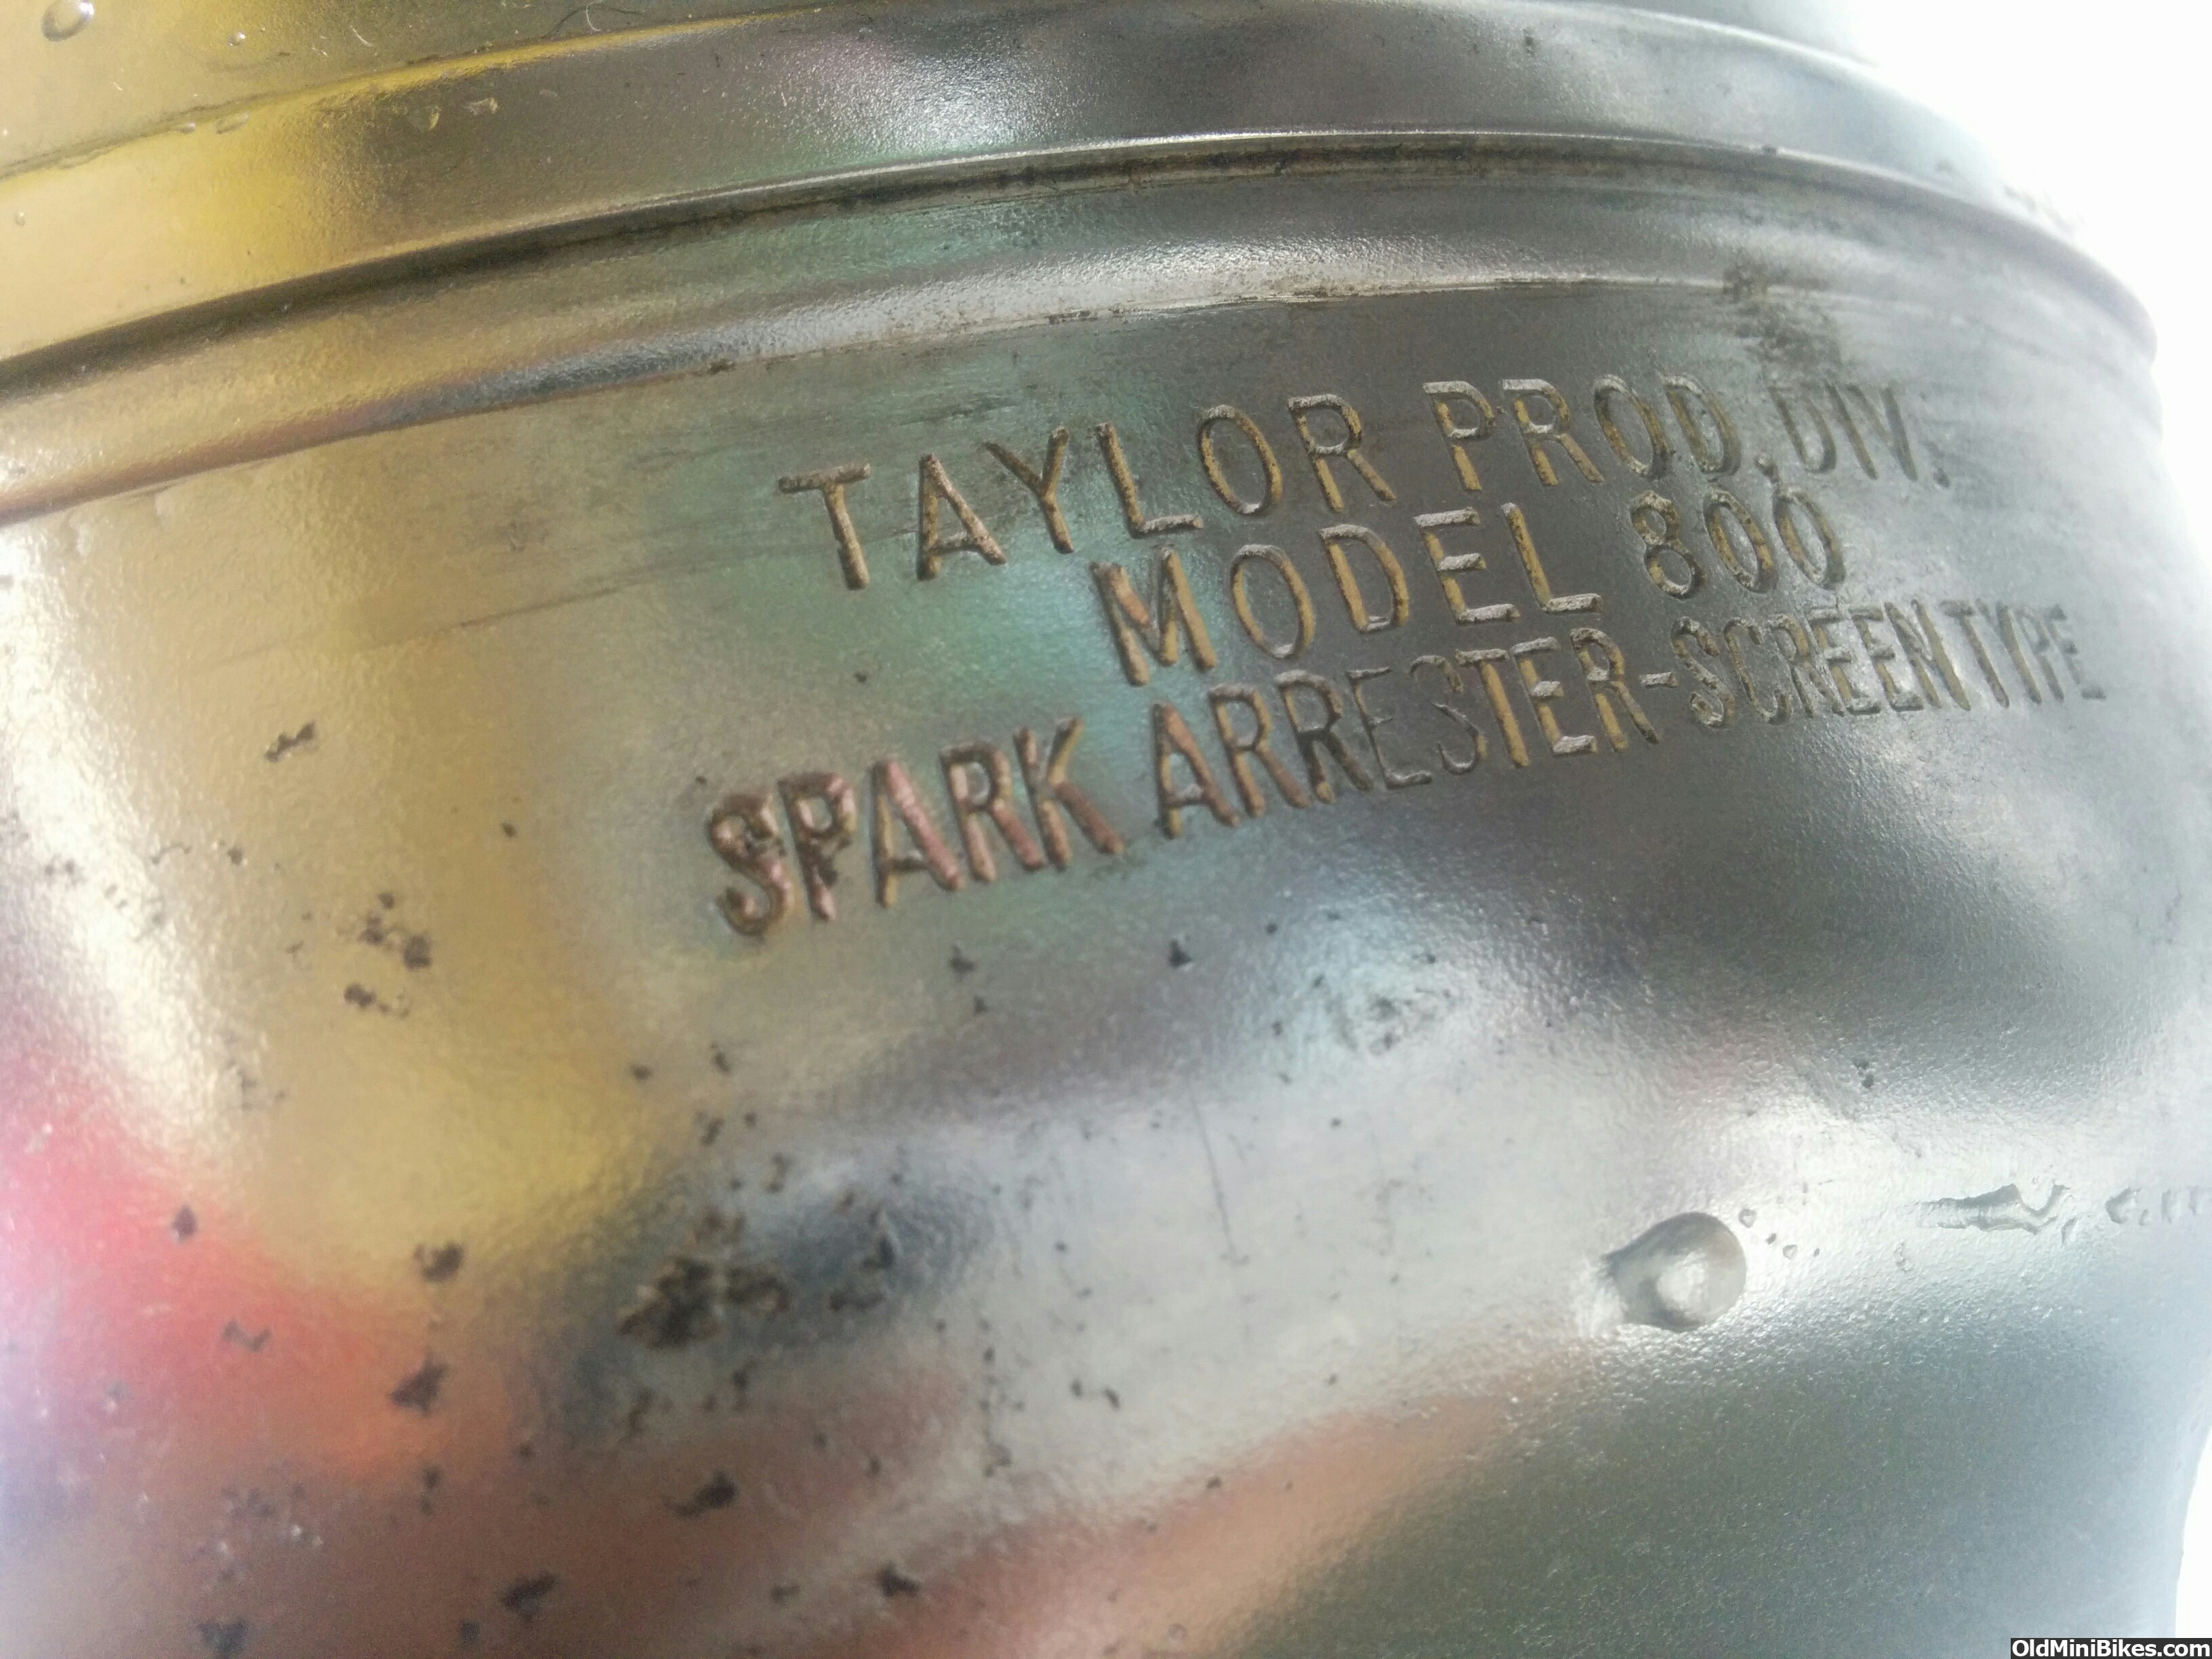 TAYLOR PROD. DIV.
MODEL 800
SPARK ARRESTER-SCREEN TYPE
OldMiniBikes.com